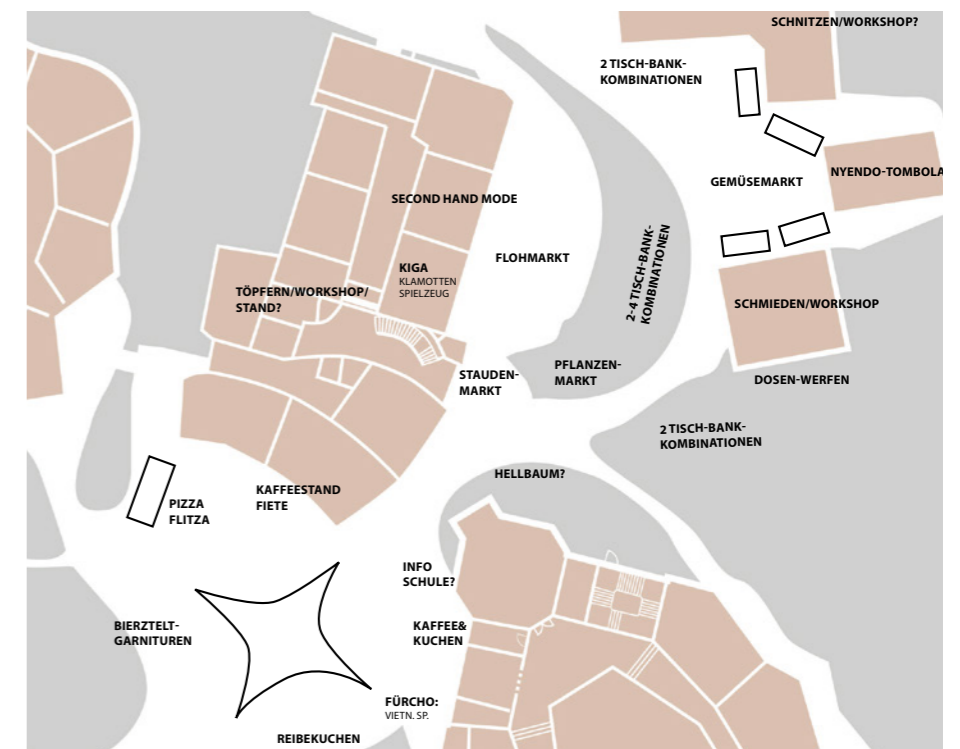 SCHNITZEN/WORKSHOP?
2 TISCH-BANK-
KOMBINATIONEN
GEMÜSEMARKT
NYENDO-TOMBOLA
SECOND HAND MODE
FLOHMARKT
2-4 TISCH-BANK-
KOMBINATIONEN
KIGA
KLAMOTTEN
SPIELZEUG
TÖPFERN/WORKSHOP/
STAND?
SCHMIEDEN/WORKSHOP
STAUDEN-
MARKT
PFLANZEN-
MARKT
DOSEN-WERFEN
2 TISCH-BANK-
KOMBINATIONEN
HELLBAUM?
KAFFEESTAND
FIETE
PIZZA
FLITZA
INFO
SCHULE?
BIERZTELT-
GARNITUREN
KAFFEE&
KUCHEN
FÜRCHO:
VIETN. SP.
REIBEKUCHEN